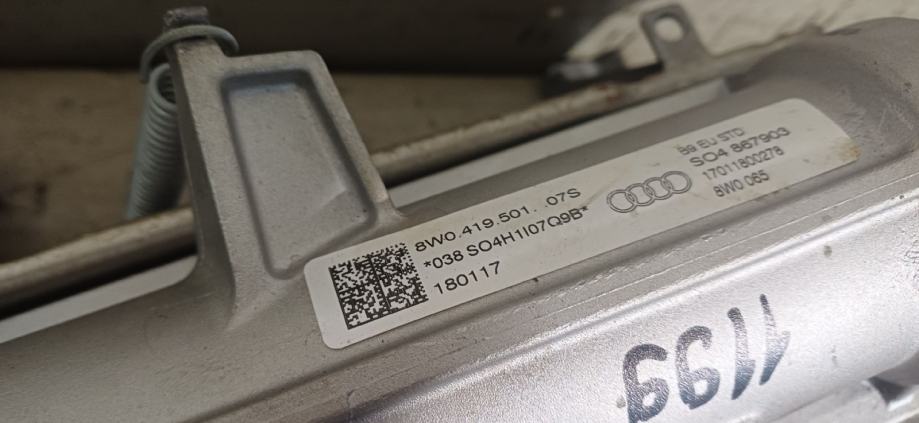 8W0.419.501. .07S
*038 SO4H1I07Q9B*
180117
B9 EU STD
SO4 867903
17011800278
8W0 065
1199